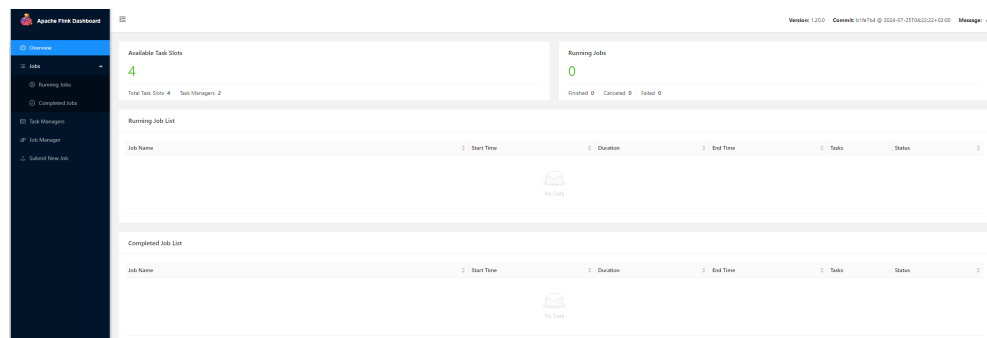 Apache Flink Dashboard
Version: 1.20.0 Commit: b1fe7b4 @ 2024-07-25T04:22:22+02:00 Message:
Overview
Jobs
Running Jobs
Completed Jobs
Task Managers
Job Manager
Submit New Job
Available Task Slots
4
Total Task Slots 4 Task Managers 2
Running Jobs
0
Finished 0 Canceled 0 Failed 0
Running Job List
Job Name Start Time Duration End Time Tasks Status
No Data
Completed Job List
Job Name Start Time Duration End Time Tasks Status
No Data